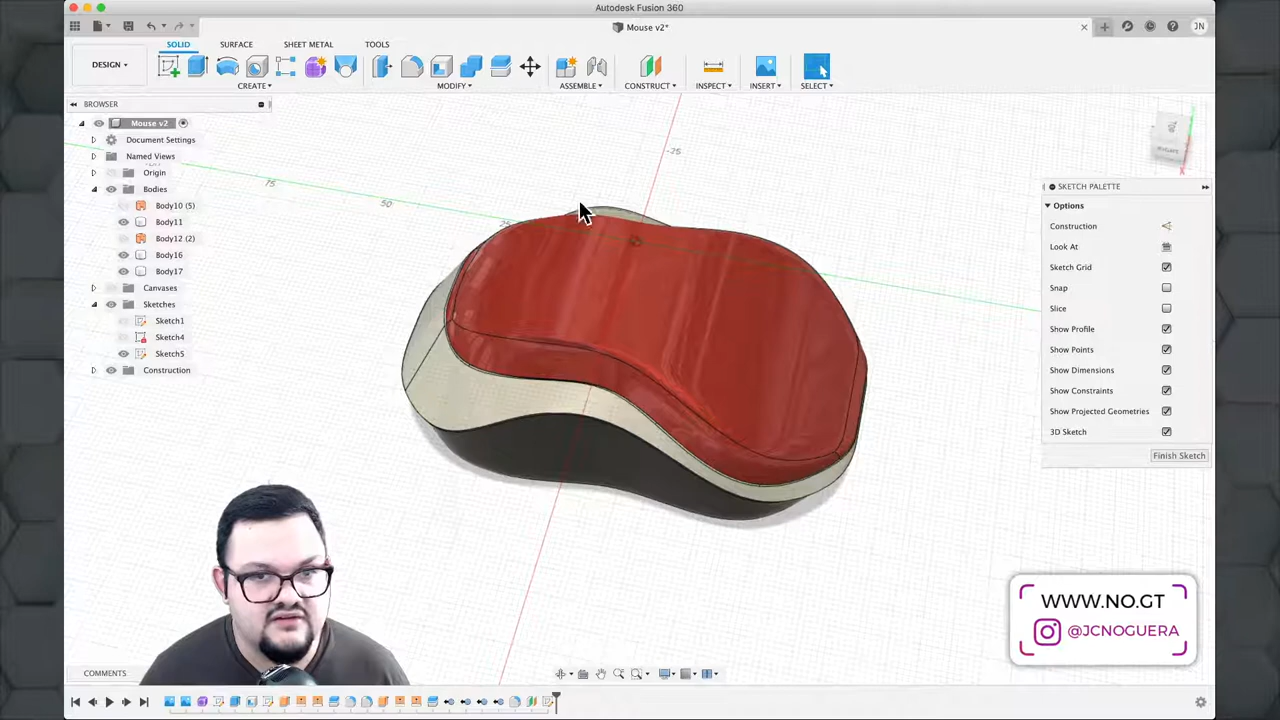 Autodesk Fusion 360
Mouse v2*
JN
SOLID SURFACE SHEET METAL TOOLS
DESIGN
CREATE MODIFY ASSEMBLE CONSTRUCT INSPECT INSERT SELECT
BROWSER
Mouse v2
Document Settings
Named Views
Origin
Bodies
Body10 (5)
Body11
Body12 (2)
Body16
Body17
Canvases
Sketches
Sketch1
Sketch4
Sketch5
Construction
-25
75
50
SKETCH PALETTE
Options
Construction
Look At
Sketch Grid
Snap
Slice
Show Profile
Show Points
Show Dimensions
Show Constraints
Show Projected Geometries
3D Sketch
Finish Sketch
WWW.NO.GT
@JCNOGUERA
COMMENTS